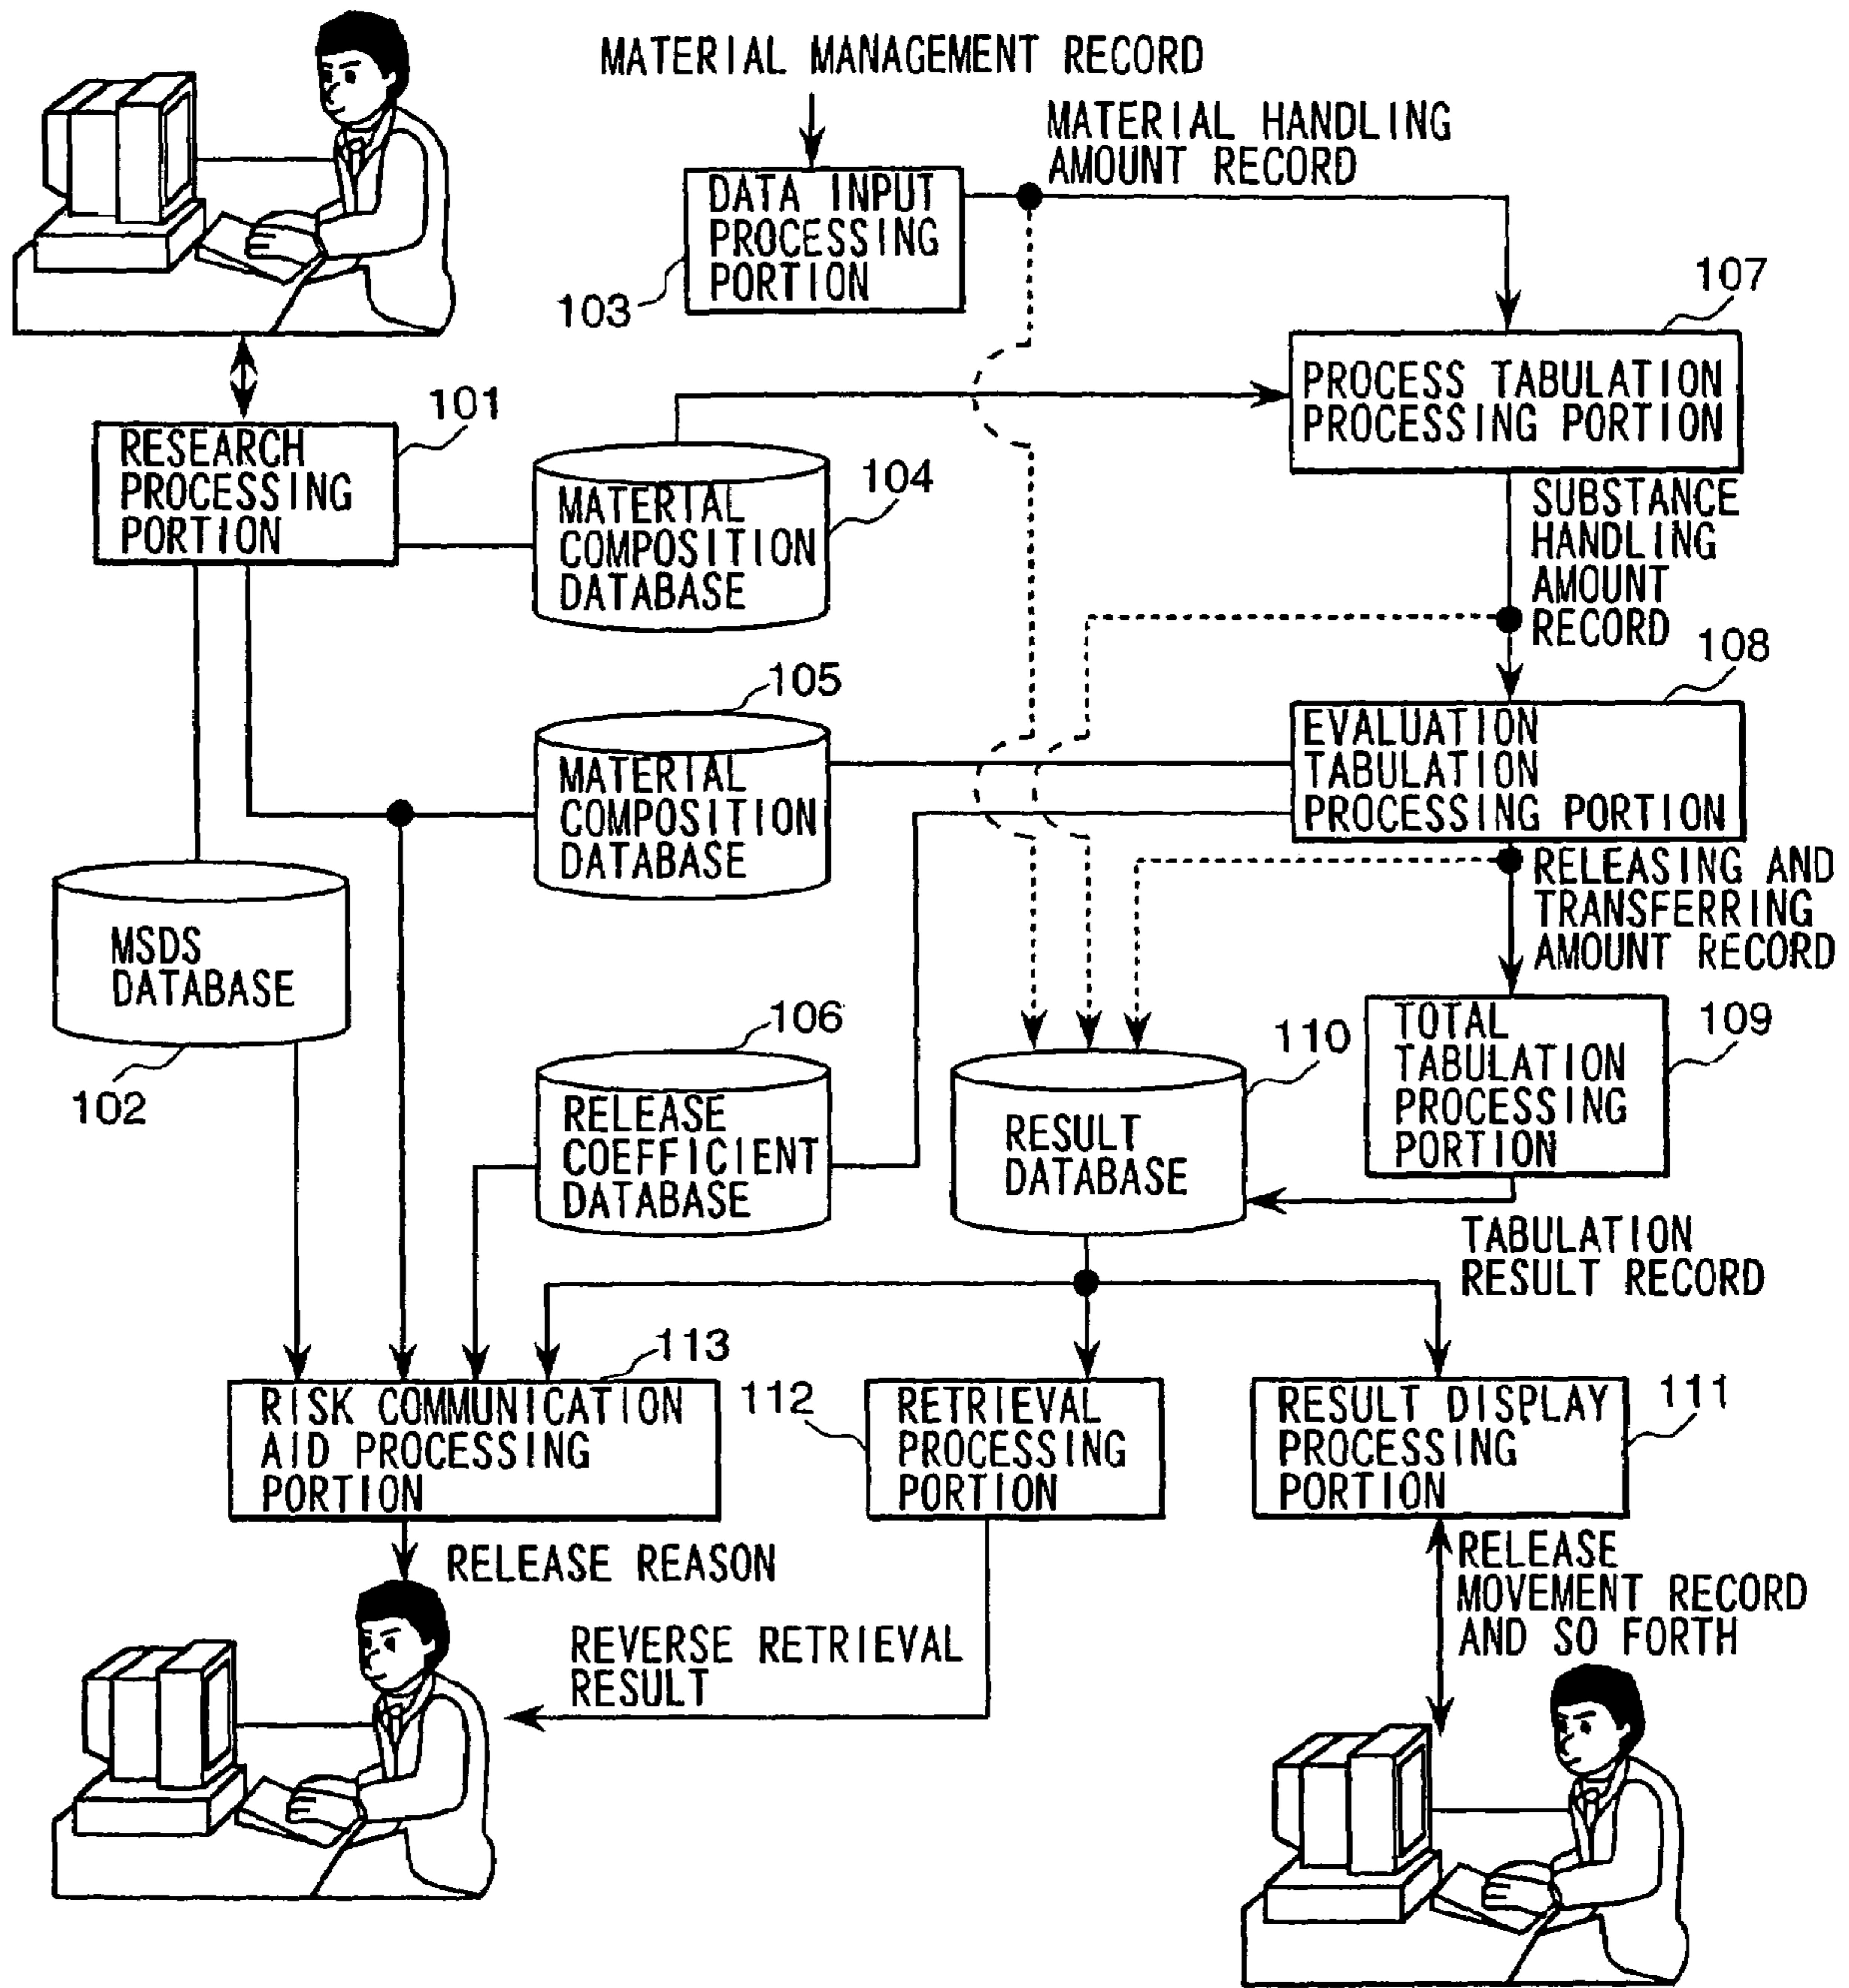 MATERIAL MANAGEMENT RECORD
MATERIAL HANDLING
AMOUNT RECORD
DATA INPUT
PROCESSING
PORTION
103
107
PROCESS TABULATION
PROCESSING PORTION
101
RESEARCH
PROCESSING
PORTION
104
MATERIAL
COMPOSITION
DATABASE
SUBSTANCE
HANDLING
AMOUNT
RECORD
105
MATERIAL
COMPOSITION
DATABASE
108
EVALUATION
TABULATION
PROCESSING PORTION
RELEASING AND
TRANSFERRING
AMOUNT RECORD
MSDS
DATABASE
102
106
RELEASE
COEFFICIENT
DATABASE
110
RESULT
DATABASE
TOTAL
TABULATION
PROCESSING
PORTION
109
TABULATION
RESULT RECORD
113
RISK COMMUNICATION
AID PROCESSING
PORTION
112
RETRIEVAL
PROCESSING
PORTION
111
RESULT DISPLAY
PROCESSING
PORTION
RELEASE REASON
REVERSE RETRIEVAL
RESULT
RELEASE
MOVEMENT RECORD
AND SO FORTH